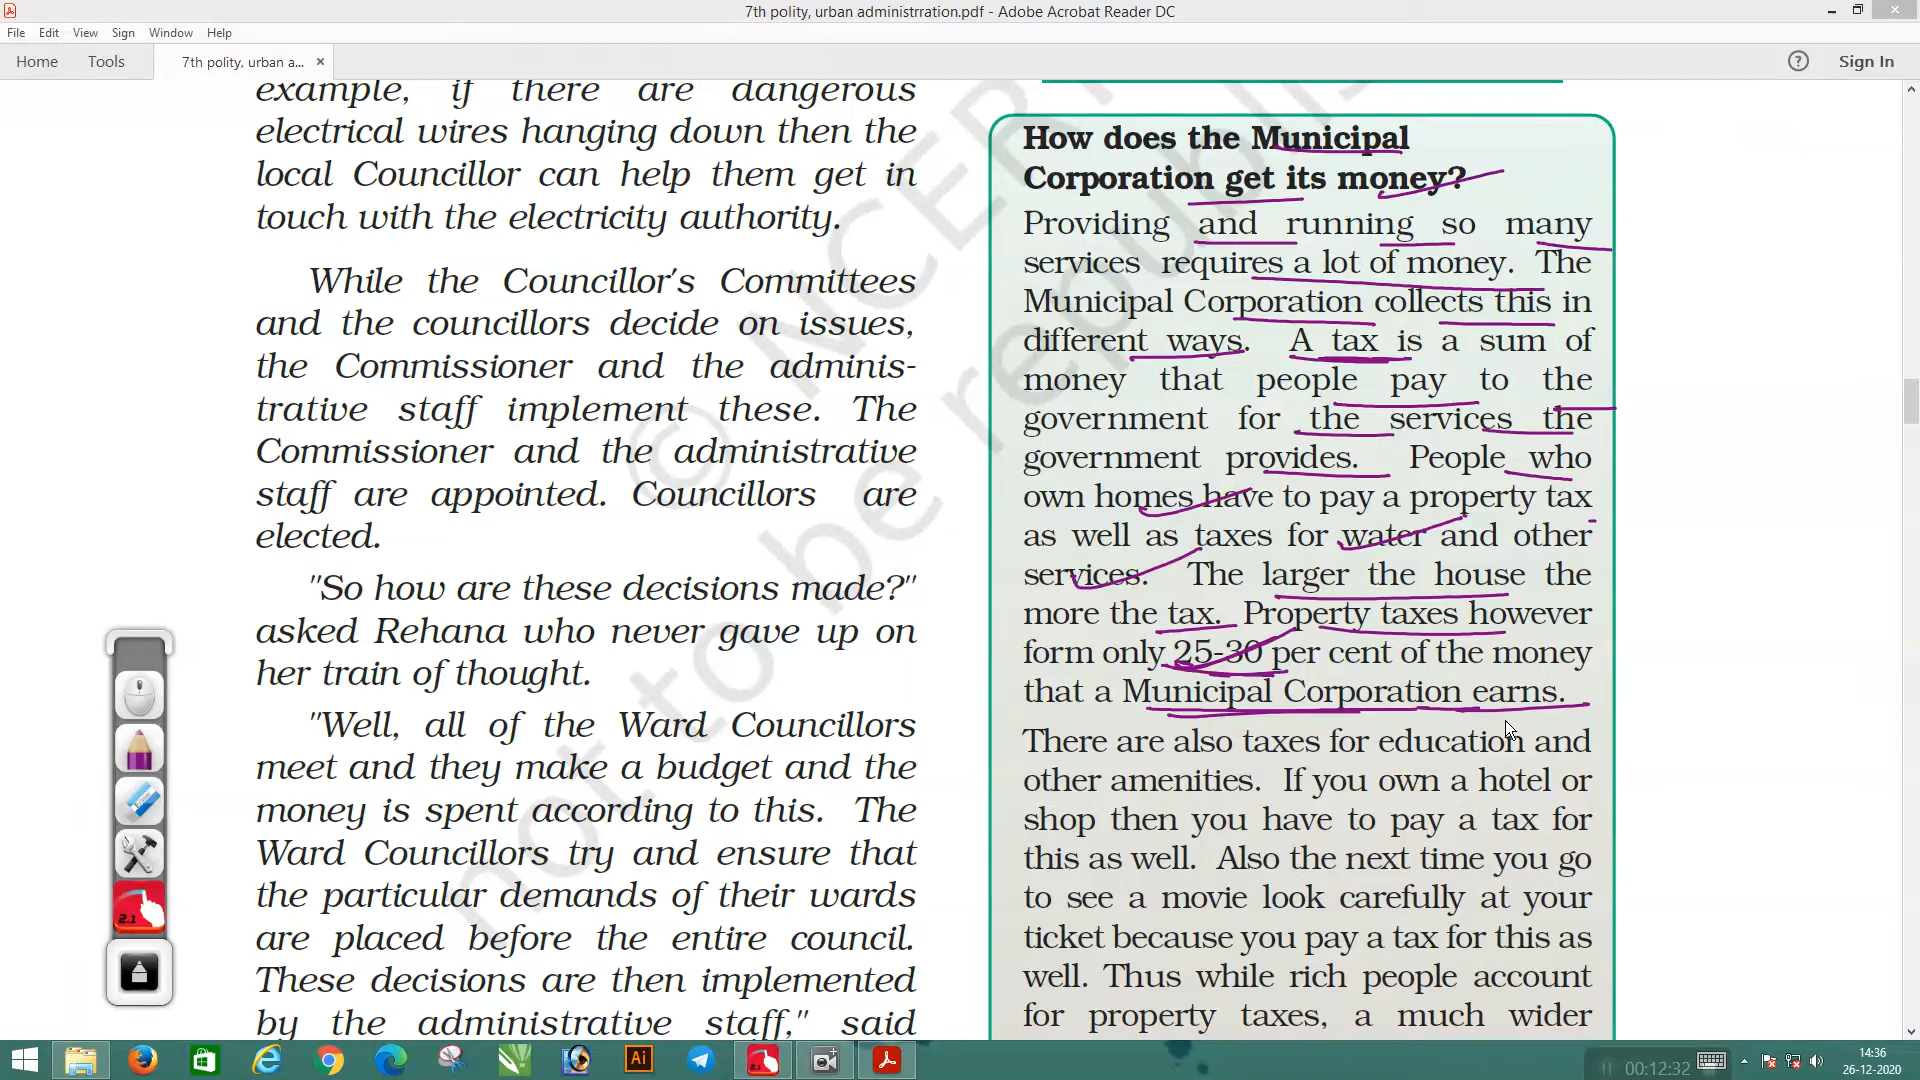 7th polity, urban administrration.pdf - Adobe Acrobat Reader DC
File Edit View Sign Window Help
Home Tools 7th polity, urban a... × ? Sign In
example, if there are dangerous
electrical wires hanging down then the
local Councillor can help them get in
touch with the electricity authority.
While the Councillor's Committees
and the councillors decide on issues,
the Commissioner and the adminis-
trative staff implement these. The
Commissioner and the administrative
staff are appointed. Councillors are
elected.
"So how are these decisions made?"
asked Rehana who never gave up on
her train of thought.
"Well, all of the Ward Councillors
meet and they make a budget and the
money is spent according to this. The
Ward Councillors try and ensure that
the particular demands of their wards
are placed before the entire council.
These decisions are then implemented
by the administrative staff," said
How does the Municipal
Corporation get its money?
Providing and running so many
services requires a lot of money. The
Municipal Corporation collects this in
different ways. A tax is a sum of
money that people pay to the
government for the services the
government provides. People who
own homes have to pay a property tax
as well as taxes for water and other
services. The larger the house the
more the tax. Property taxes however
form only 25-30 per cent of the money
that a Municipal Corporation earns.
There are also taxes for education and
other amenities. If you own a hotel or
shop then you have to pay a tax for
this as well. Also the next time you go
to see a movie look carefully at your
ticket because you pay a tax for this as
well. Thus while rich people account
for property taxes, a much wider
© NCERT
not to be republis
2.1
Ai
2.1
00:12:32
14:36
26-12-2020